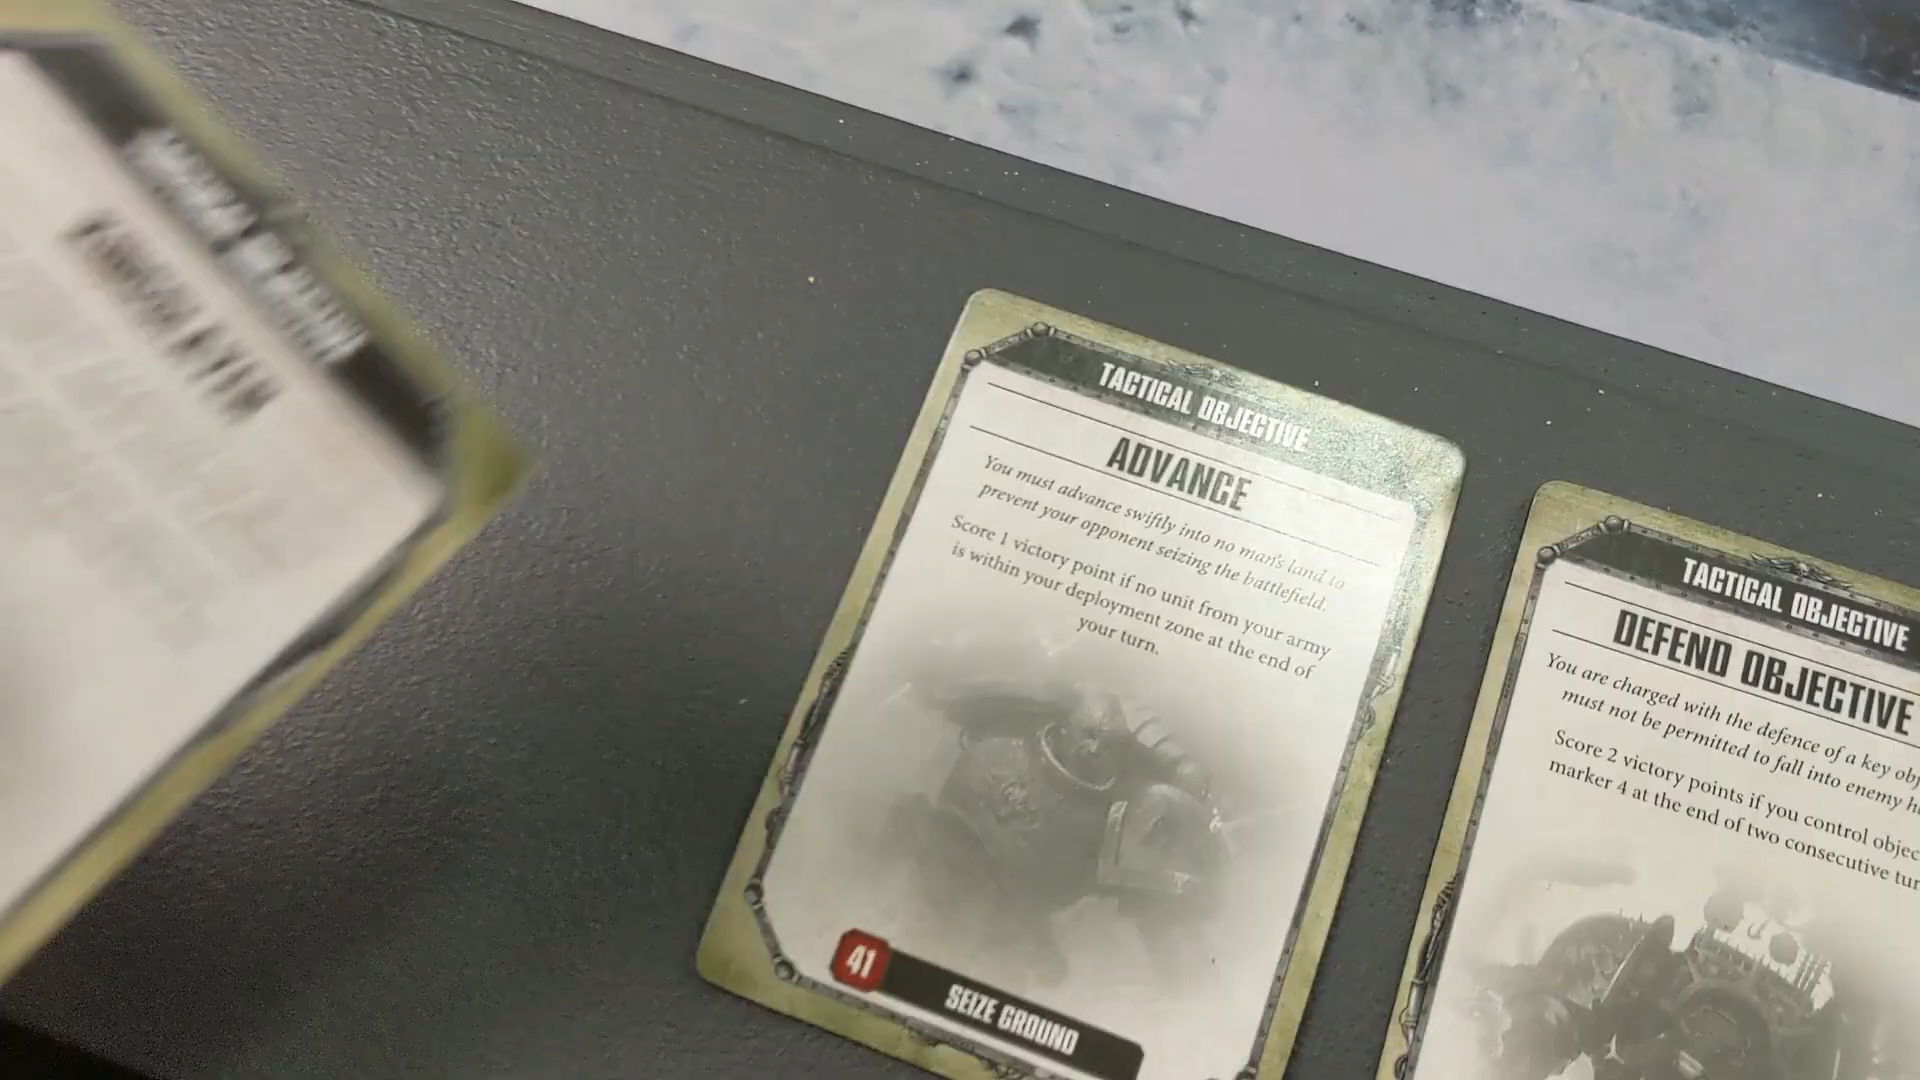 TACTICAL OBJECTIVE
ADVANCE
You must advance swiftly into no man's land to
prevent your opponent seizing the battlefield.
Score 1 victory point if no unit from your army
is within your deployment zone at the end of
your turn.
41
SEIZE GROUND
TACTICAL OBJECTIVE
DEFEND OBJECTIVE
You are charged with the defence of a key
must not be permitted to fall into enemy
Score 2 victory points if you control
marker 4 at the end of two consecutive